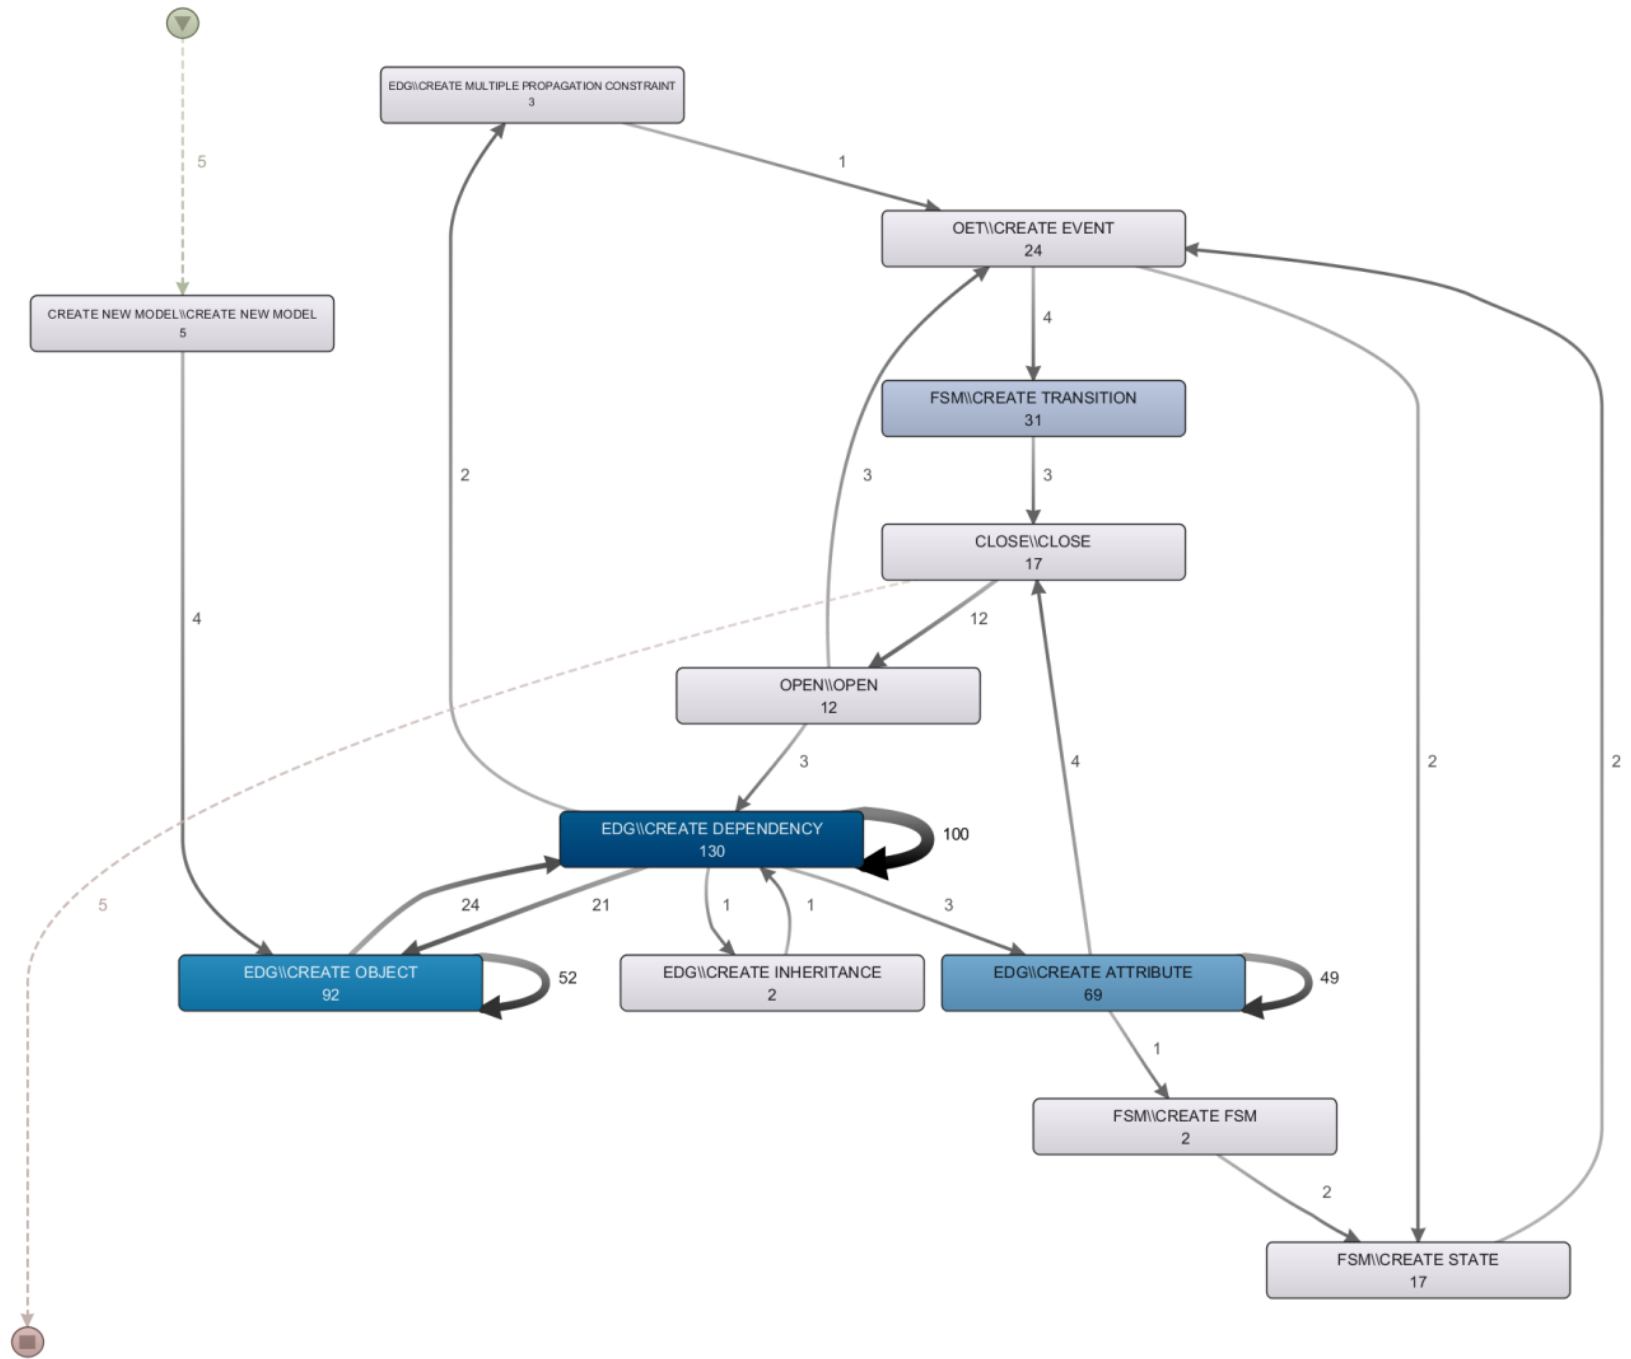 EDG\\CREATE MULTIPLE PROPAGATION CONSTRAINT
3
5
1
OET\\CREATE EVENT
24
CREATE NEW MODEL\\CREATE NEW MODEL
5
4
FSM\\CREATE TRANSITION
31
2
3
3
CLOSE\\CLOSE
17
4
12
OPEN\\OPEN
12
3
4
2
2
EDG\\CREATE DEPENDENCY
130
100
5
24
21
1
1
3
EDG\\CREATE OBJECT
92
52
EDG\\CREATE INHERITANCE
2
EDG\\CREATE ATTRIBUTE
69
49
1
FSM\\CREATE FSM
2
2
FSM\\CREATE STATE
17